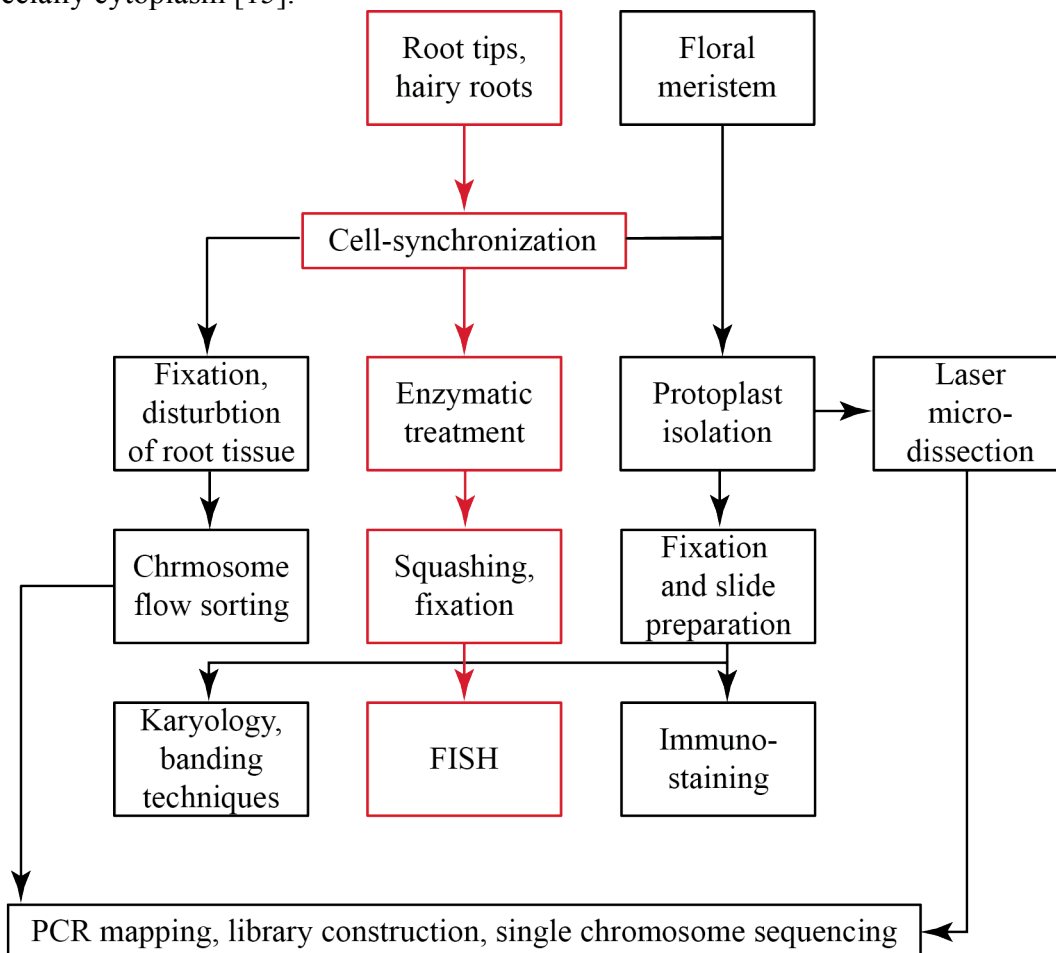 cytoplasm [15].
Root tips,
hairy roots
Floral
meristem
Cell-synchronization
Fixation,
disturbtion
of root tissue
Enzymatic
treatment
Protoplast
isolation
Laser
micro-
dissection
Chrmosome
flow sorting
Squashing,
fixation
Fixation
and slide
preparation
Karyology,
banding
techniques
FISH
Immuno-
staining
PCR mapping, library construction, single chromosome sequencing